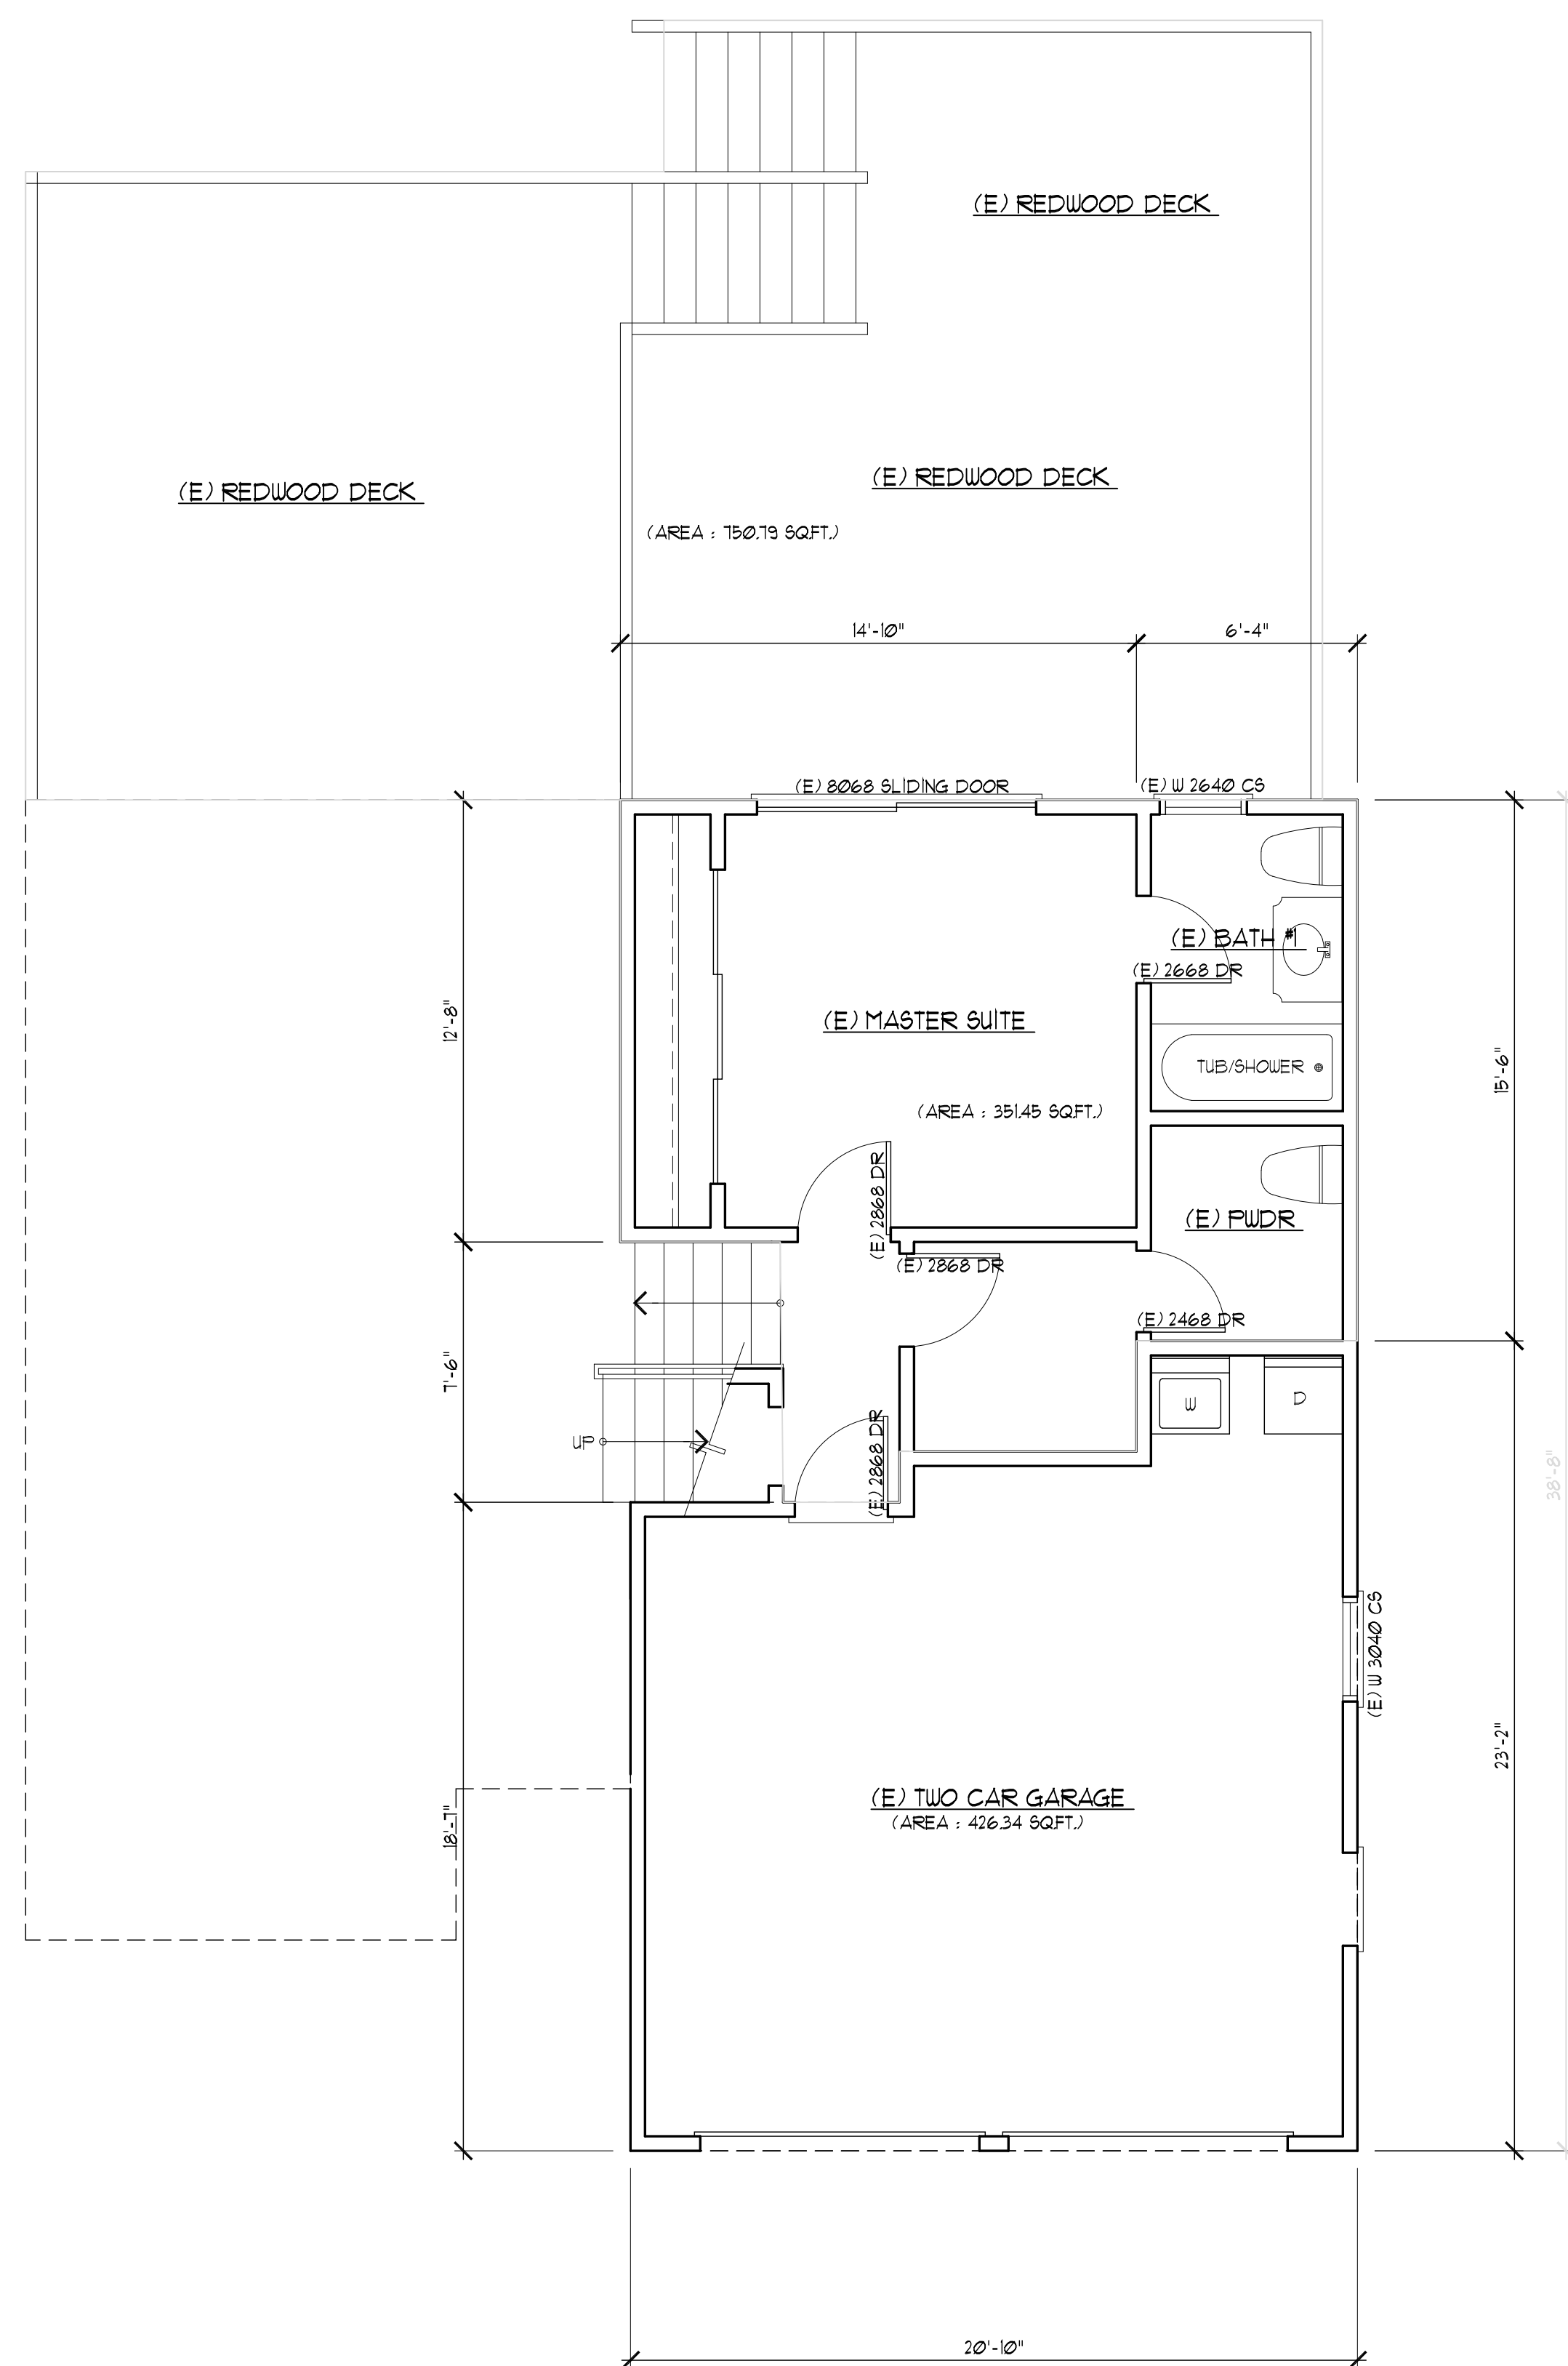 (E) REDWOOD DECK
(E) REDWOOD DECK
(E) REDWOOD DECK
(AREA : 750.79 SQ.FT.)
14'-10"
6'-4"
(E) 8068 SLIDING DOOR
(E) W 2640 CS
(E) BATH #1
(E) 2668 DR
12'-8"
(E) MASTER SUITE
15'-6"
TUB/SHOWER
(AREA : 351.45 SQ.FT.)
(E) 2868 DR
(E) PWDR
(E) 2868 DR
(E) 2468 DR
7'-6"
W
D
UP
(E) 2868 DR
38'-8"
(E) W 3040 CS
23'-2"
(E) TWO CAR GARAGE
(AREA : 426.34 SQ.FT.)
18'-7"
20'-10"